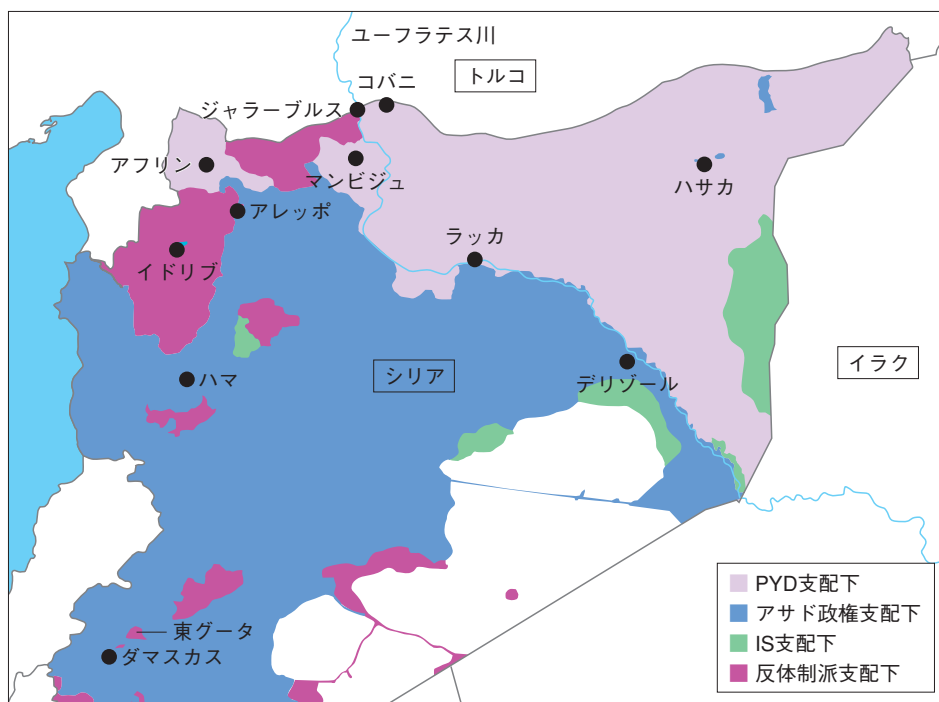 ユーフラテス川
コバニ
トルコ
ジャラーブルス
アフリン
マンビジュ
ハサカ
アレッポ
ラッカ
イドリブ
シリア
デリゾール
イラク
ハマ
東グータ
ダマスカス
PYD支配下
アサド政権支配下
IS支配下
反体制派支配下